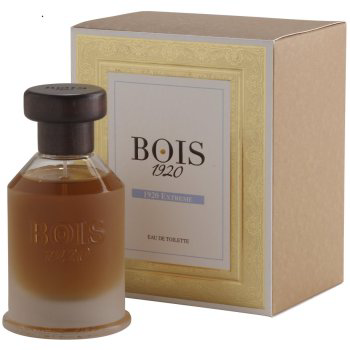 BOIS
1920
1920 EXTREME
EAU DE TOILETTE
BOIS
1920